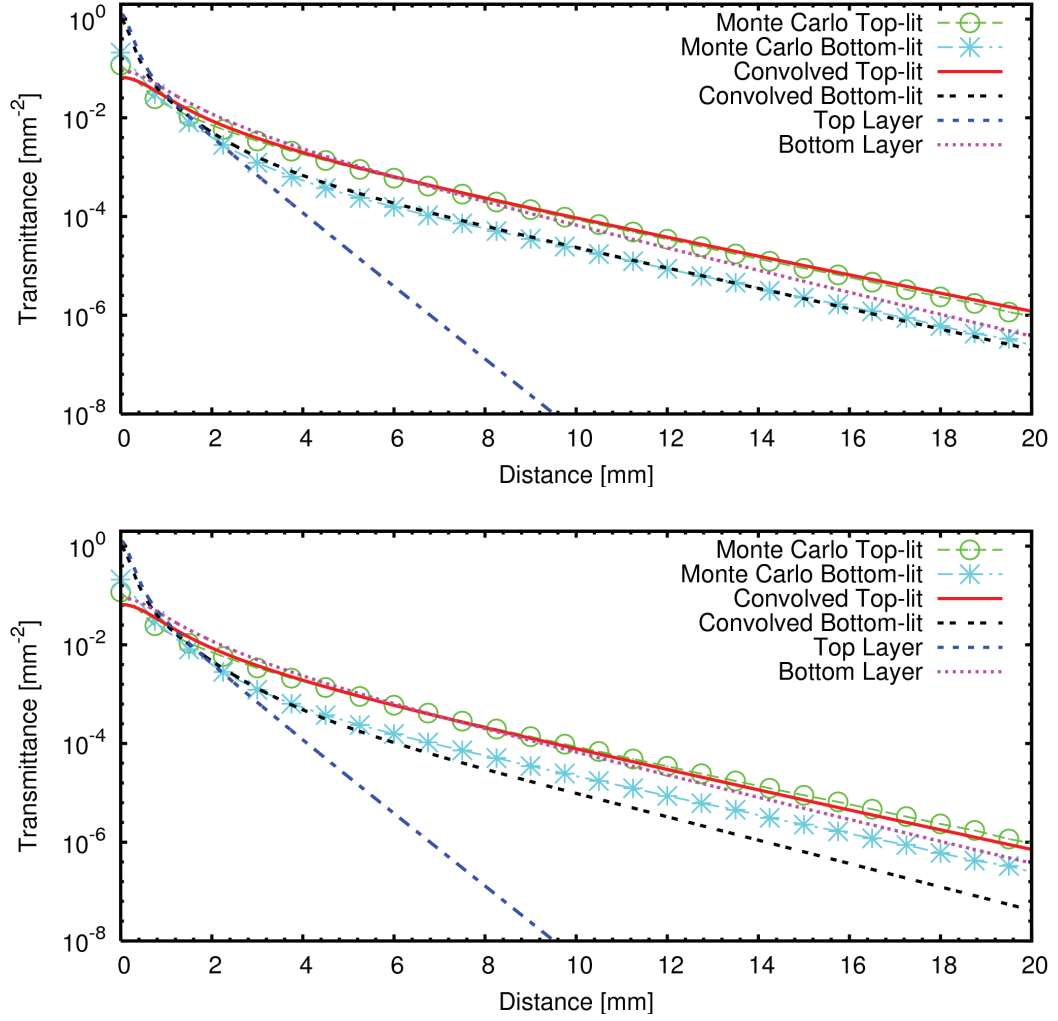 10^0
10^-2
10^-4
10^-6
10^-8
Transmittance [mm^-2]
Monte Carlo Top-lit
Monte Carlo Bottom-lit
Convolved Top-lit
Convolved Bottom-lit
Top Layer
Bottom Layer
0 2 4 6 8 10 12 14 16 18 20
Distance [mm]
10^0
10^-2
10^-4
10^-6
10^-8
Transmittance [mm^-2]
Monte Carlo Top-lit
Monte Carlo Bottom-lit
Convolved Top-lit
Convolved Bottom-lit
Top Layer
Bottom Layer
0 2 4 6 8 10 12 14 16 18 20
Distance [mm]